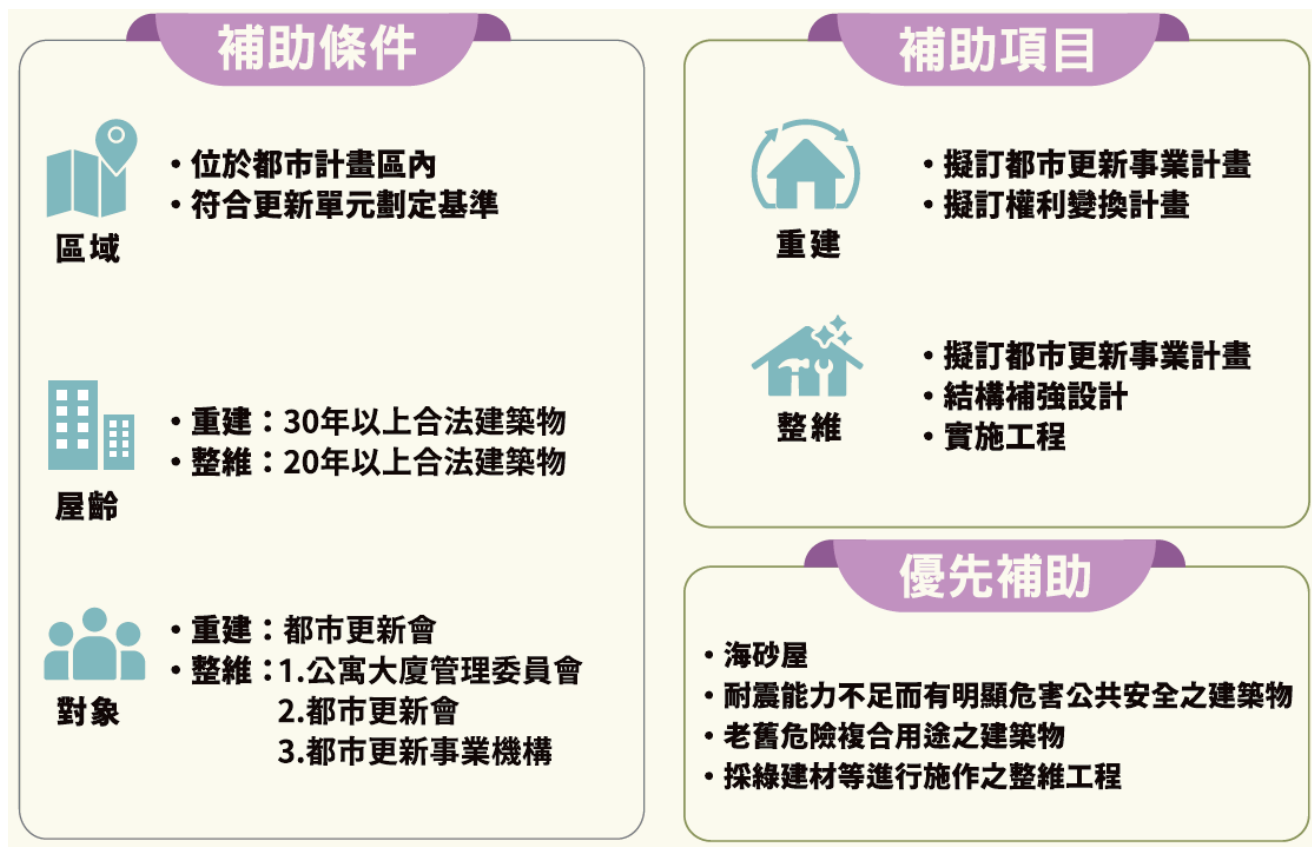 補助條件
・位於都市計畫區內
・符合更新單元劃定基準
區域
・重建：30年以上合法建築物
・整維：20年以上合法建築物
屋齡
・重建：都市更新會
・整維：1.公寓大廈管理委員會
2.都市更新會
3.都市更新事業機構
對象
補助項目
・擬訂都市更新事業計畫
・擬訂權利變換計畫
重建
・擬訂都市更新事業計畫
・結構補強設計
・實施工程
整維
優先補助
・海砂屋
・耐震能力不足而有明顯危害公共安全之建築物
・老舊危險複合用途之建築物
・採綠建材等進行施作之整維工程